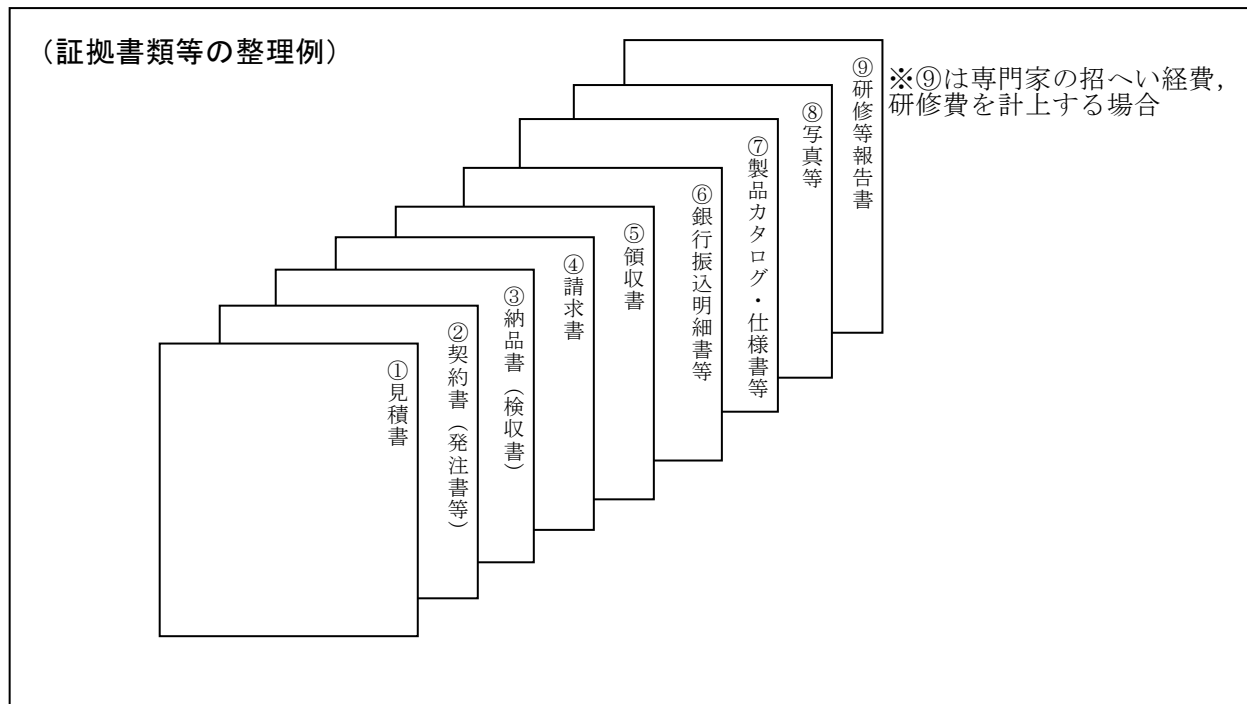 （証拠書類等の整理例）
※⑨は専門家の招へい経費，
研修費を計上する場合
①見積書
②契約書（発注書等）
③納品書（検収書）
④請求書
⑤領収書
⑥銀行振込明細書等
⑦製品カタログ・仕様書等
⑧写真等
⑨研修等報告書